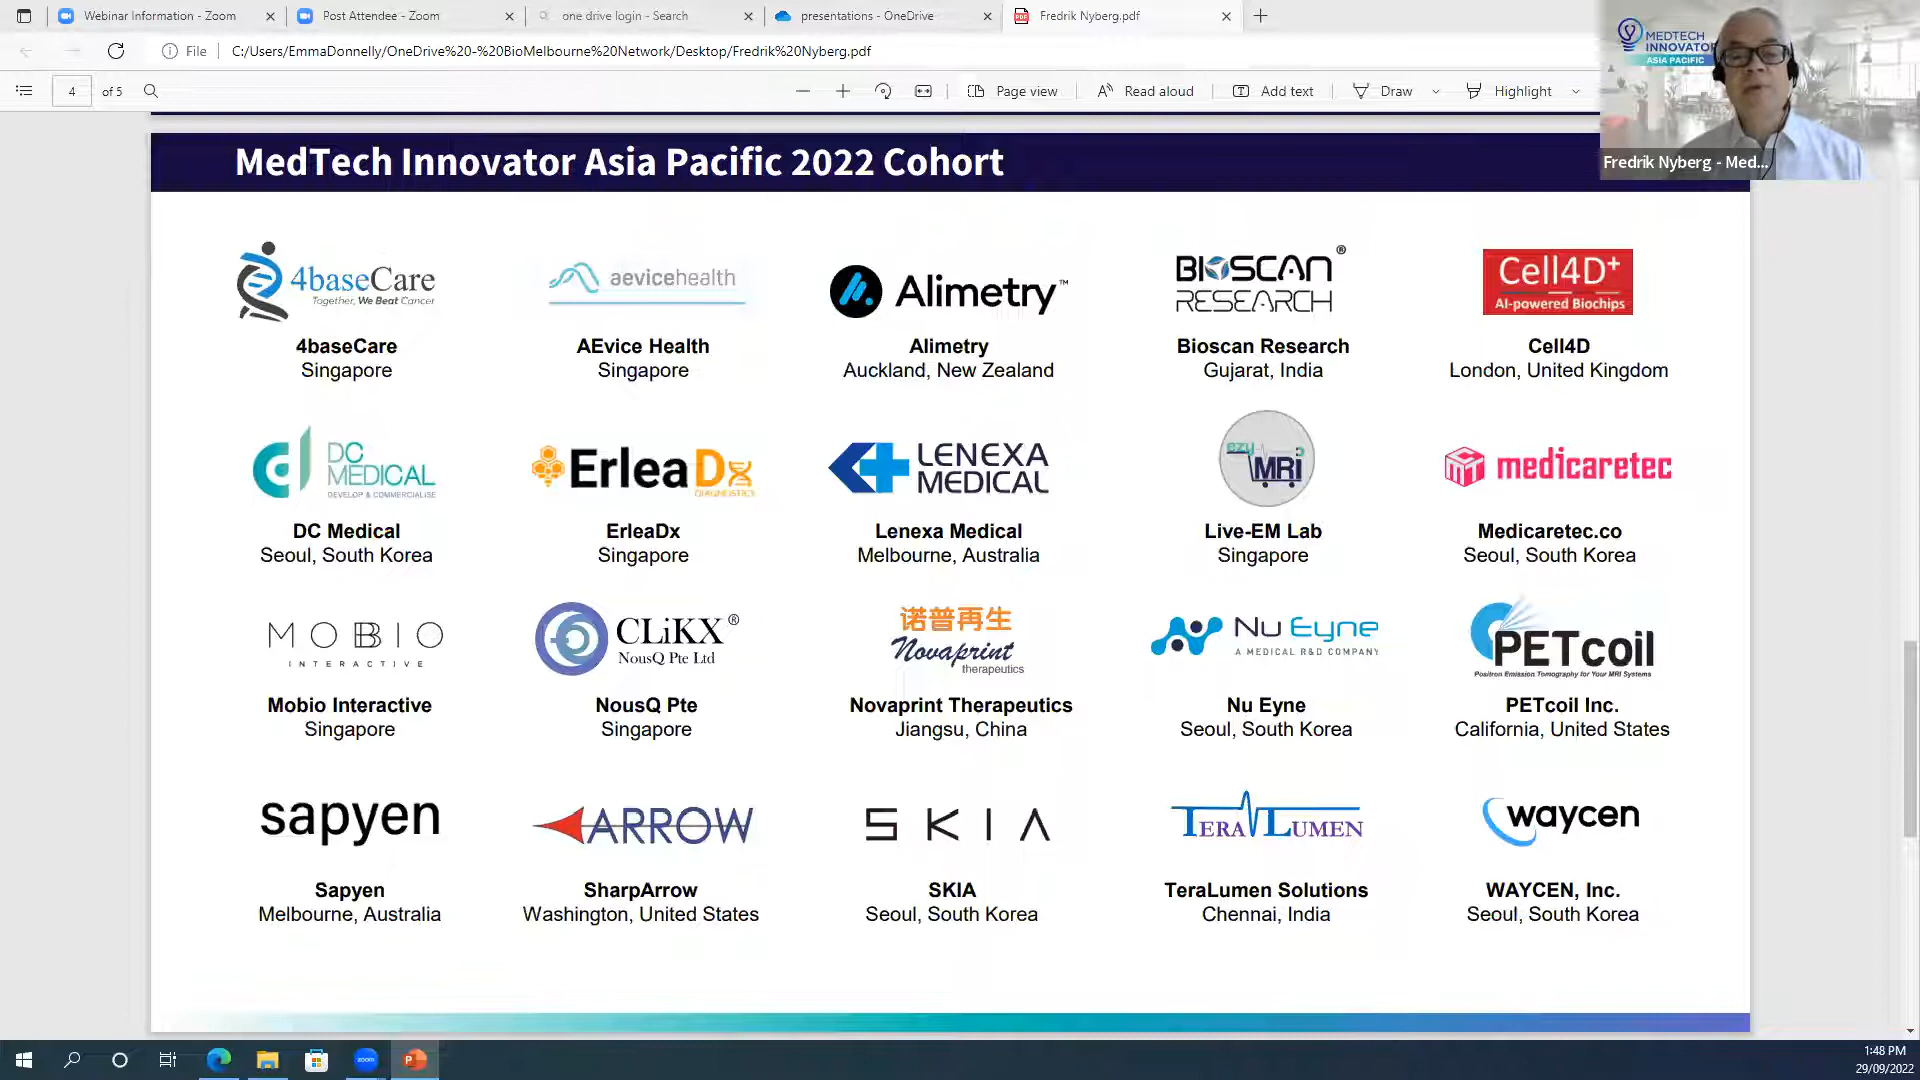 Webinar Information - Zoom
Post Attendee - Zoom
one drive login - Search
presentations - OneDrive
Fredrik Nyberg.pdf
File
C:/Users/EmmaDonnelly/OneDrive%20-%20BioMelbourne%20Network/Desktop/Fredrik%20Nyberg.pdf
4 of 5
Page view
Read aloud
Add text
Draw
Highlight
MEDTECH
INNOVATOR
ASIA PACIFIC
Fredrik Nyberg - Med...
MedTech Innovator Asia Pacific 2022 Cohort
4baseCare
Together, We Beat Cancer
aevicehealth
Alimetry™
BIOSCAN®
RESEARCH
Cell4D+
AI-powered Biochips
4baseCare
Singapore
AEvice Health
Singapore
Alimetry
Auckland, New Zealand
Bioscan Research
Gujarat, India
Cell4D
London, United Kingdom
DC
MEDICAL
DEVELOP & COMMERCIALISE
ErleaDx
DIAGNOSTICS
LENEXA
MEDICAL
ezy
MRI
medicaretec
DC Medical
Seoul, South Korea
ErleaDx
Singapore
Lenexa Medical
Melbourne, Australia
Live-EM Lab
Singapore
Medicaretec.co
Seoul, South Korea
MOBIO
INTERACTIVE
CLiKX®
NousQ Pte Ltd
诺普再生
Novaprint
therapeutics
Nu Eyne
A MEDICAL R&D COMPANY
PETcoil
Positron Emission Tomography for Your MRI Systems
Mobio Interactive
Singapore
NousQ Pte
Singapore
Novaprint Therapeutics
Jiangsu, China
Nu Eyne
Seoul, South Korea
PETcoil Inc.
California, United States
sapyen
ARROW
SKIA
TERALUMEN
waycen
Sapyen
Melbourne, Australia
SharpArrow
Washington, United States
SKIA
Seoul, South Korea
TeraLumen Solutions
Chennai, India
WAYCEN, Inc.
Seoul, South Korea
zoom
1:48 PM
29/09/2022